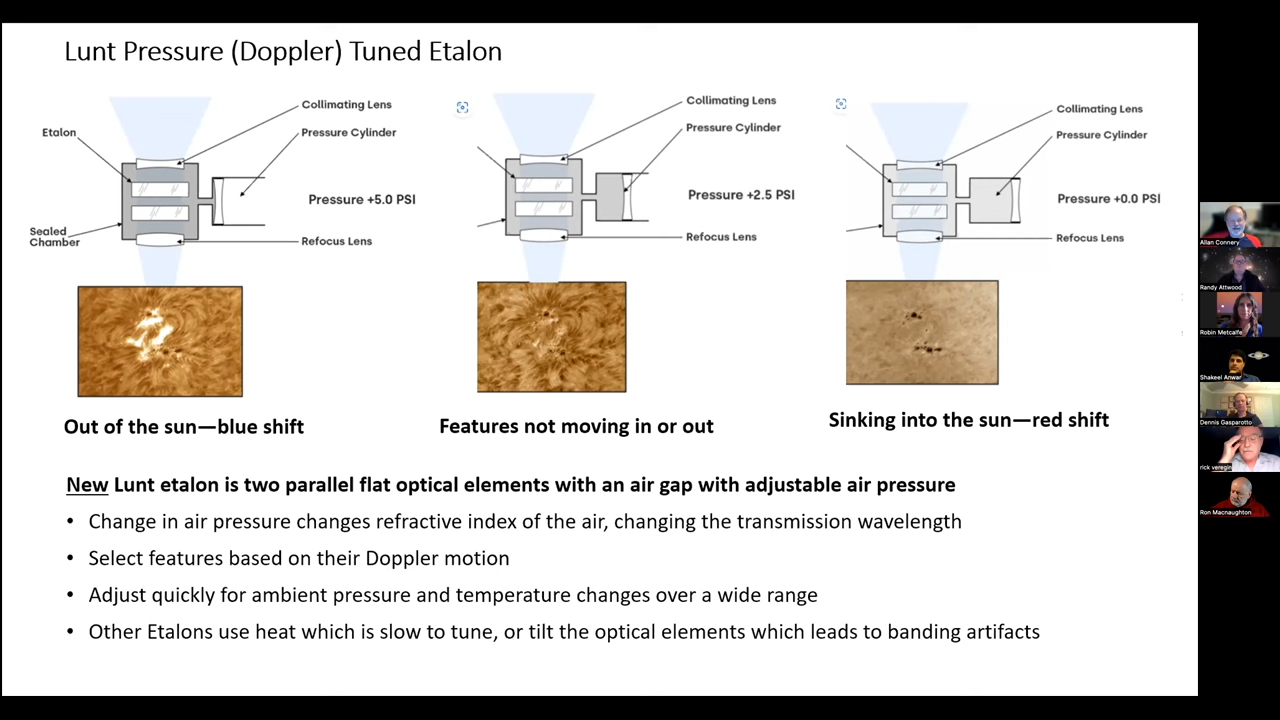 Lunt Pressure (Doppler) Tuned Etalon
Collimating Lens
Etalon
Pressure Cylinder
Pressure +5.0 PSI
Sealed
Chamber
Refocus Lens
Collimating Lens
Pressure Cylinder
Pressure +2.5 PSI
Refocus Lens
Collimating Lens
Pressure Cylinder
Pressure +0.0 PSI
Refocus Lens
Out of the sun—blue shift
Features not moving in or out
Sinking into the sun—red shift
New Lunt etalon is two parallel flat optical elements with an air gap with adjustable air pressure
• Change in air pressure changes refractive index of the air, changing the transmission wavelength
• Select features based on their Doppler motion
• Adjust quickly for ambient pressure and temperature changes over a wide range
• Other Etalons use heat which is slow to tune, or tilt the optical elements which leads to banding artifacts
Allan Connery
Randy Attwood
Robin Metcalfe
Shakeel Anwar
Dennis Gasparotto
rick veregin
Ron Macnaughton